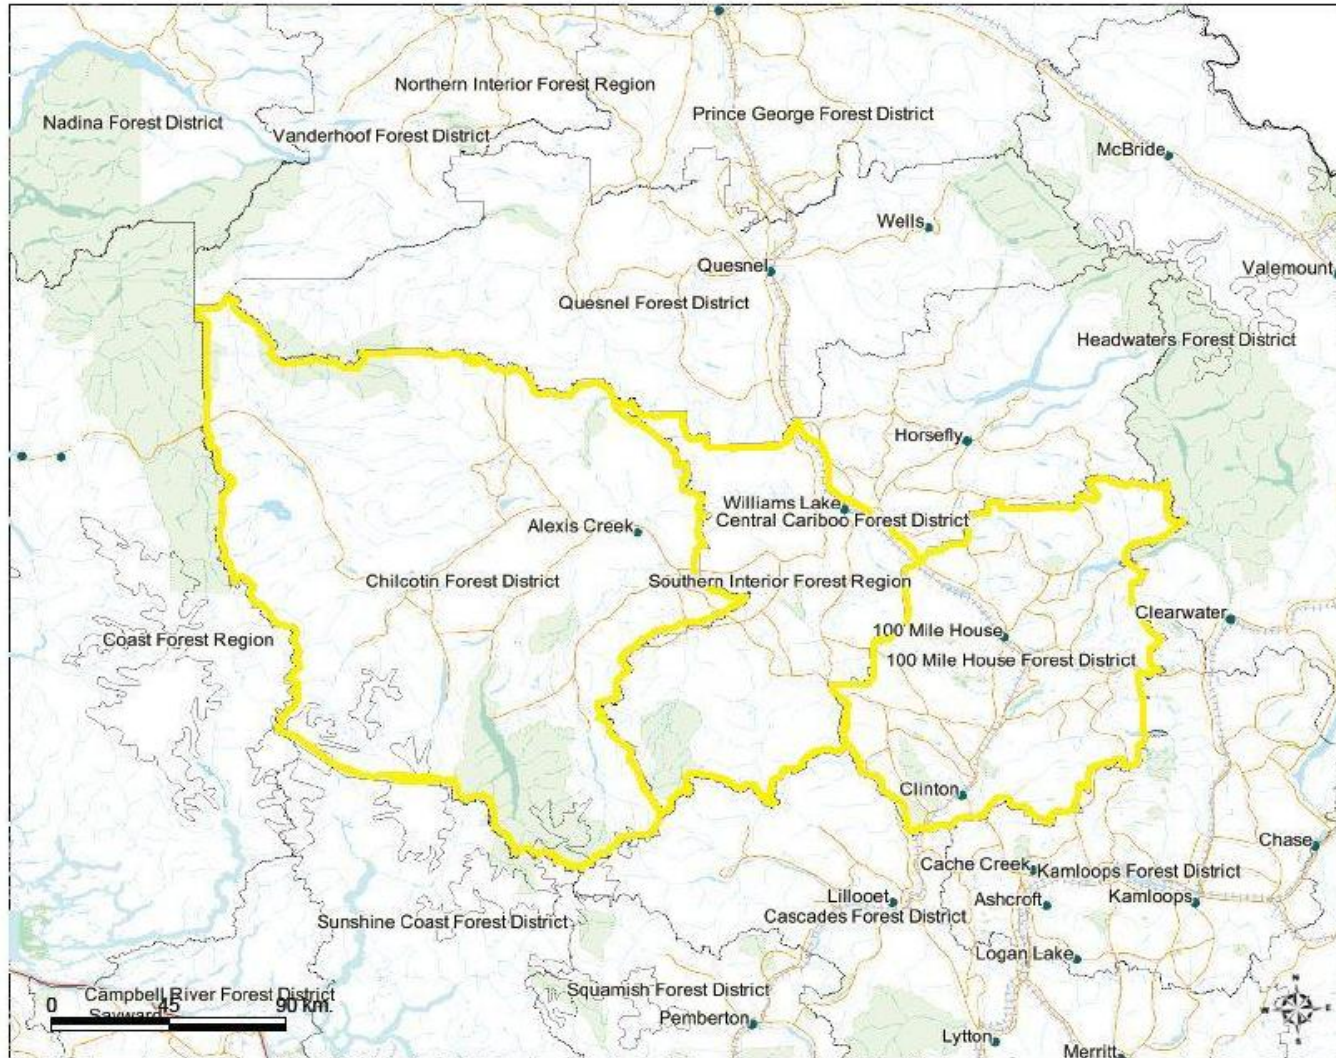 Northern Interior Forest Region
Prince George Forest District
Nadina Forest District
Vanderhoof Forest District
McBride
Wells
Quesnel
Valemount
Quesnel Forest District
Headwaters Forest District
Horsefly
Williams Lake
Central Cariboo Forest District
Alexis Creek
Chilcotin Forest District
Southern Interior Forest Region
Clearwater
Coast Forest Region
100 Mile House
100 Mile House Forest District
Clinton
Chase
Cache Creek
Kamloops Forest District
Lillooet
Ashcroft
Kamloops
Cascades Forest District
Sunshine Coast Forest District
Logan Lake
Squamish Forest District
Campbell River Forest District
0 45 90 km.
Sayward
Pemberton
Lytton
Merritt
N
W E
S